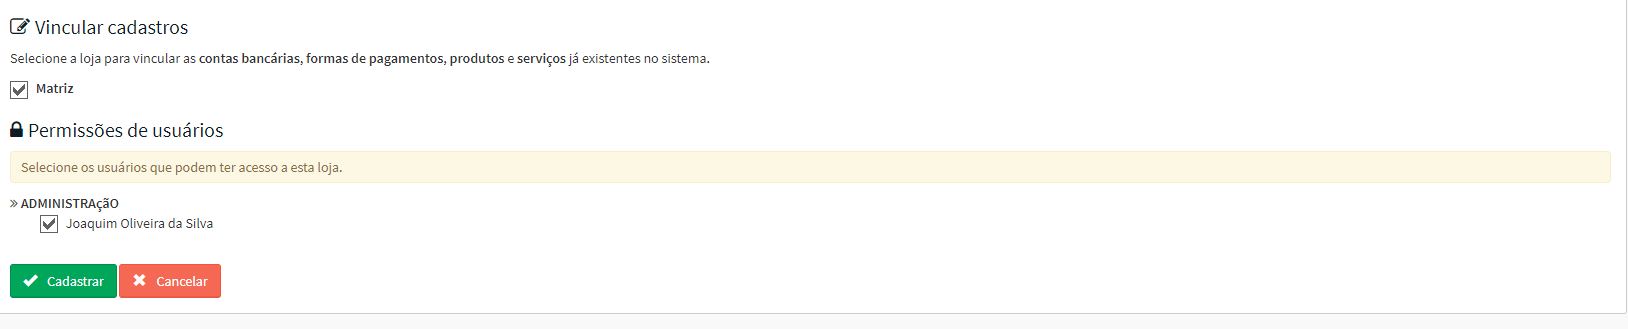 Vincular cadastros
Selecione a loja para vincular as contas bancárias, formas de pagamentos, produtos e serviços já existentes no sistema.
Matriz
Permissões de usuários
Selecione os usuários que podem ter acesso a esta loja.
» ADMINISTRAçãO
Joaquim Oliveira da Silva
Cadastrar
Cancelar